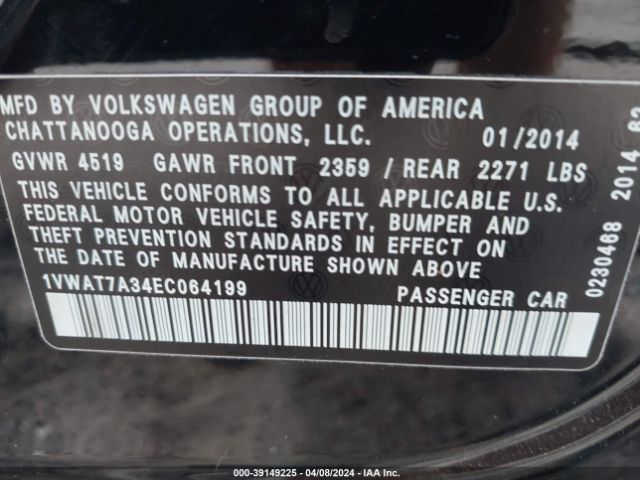 MFD BY VOLKSWAGEN GROUP OF AMERICA
CHATTANOOGA OPERATIONS, LLC. 01/2014
GVWR 4519 GAWR FRONT 2359 / REAR 2271 LBS
THIS VEHICLE CONFORMS TO ALL APPLICABLE U.S.
FEDERAL MOTOR VEHICLE SAFETY, BUMPER AND
THEFT PREVENTION STANDARDS IN EFFECT ON
THE DATE OF MANUFACTURE SHOWN ABOVE
1VWAT7A34EC064199 PASSENGER CAR
0230468 2014
000-39149225 - 04/08/2024 - IAA Inc.